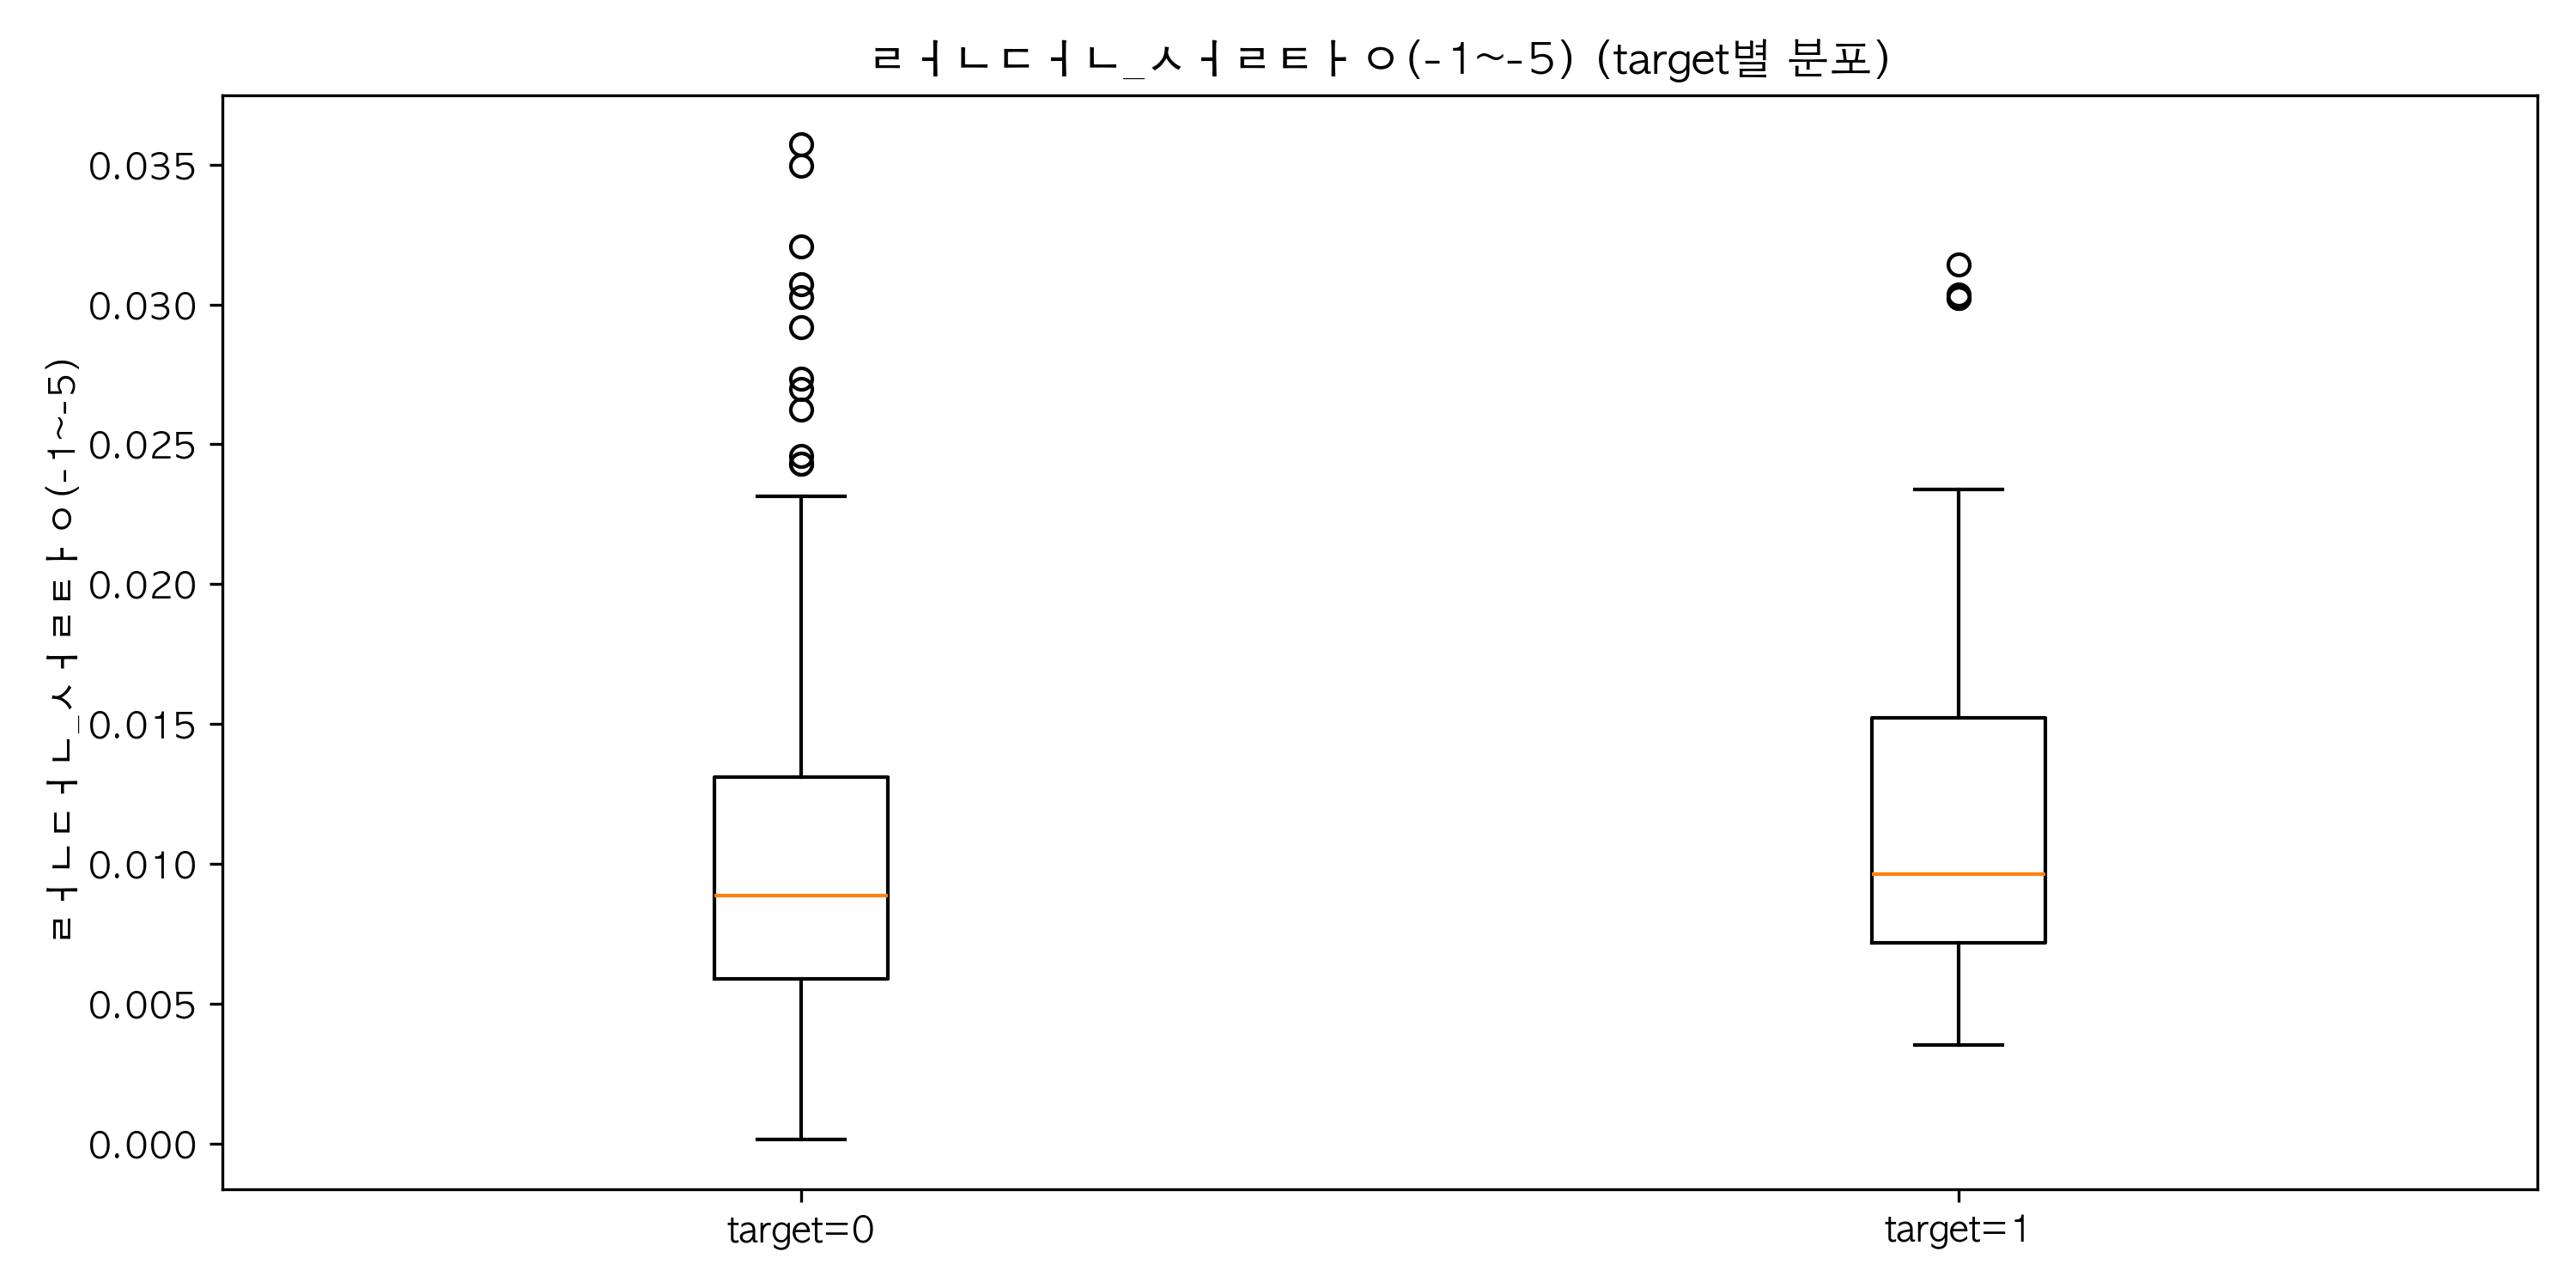 ㄹㅓㄴㄷㅓㄴ_ㅅㅓㄹㅌㅏㅇ(-1~-5) (target별 분포)
ㄹㅓㄴㄷㅓㄴ_ㅅㅓㄹㅌㅏㅇ(-1~-5)
0.035
0.030
0.025
0.020
0.015
0.010
0.005
0.000
target=0
target=1